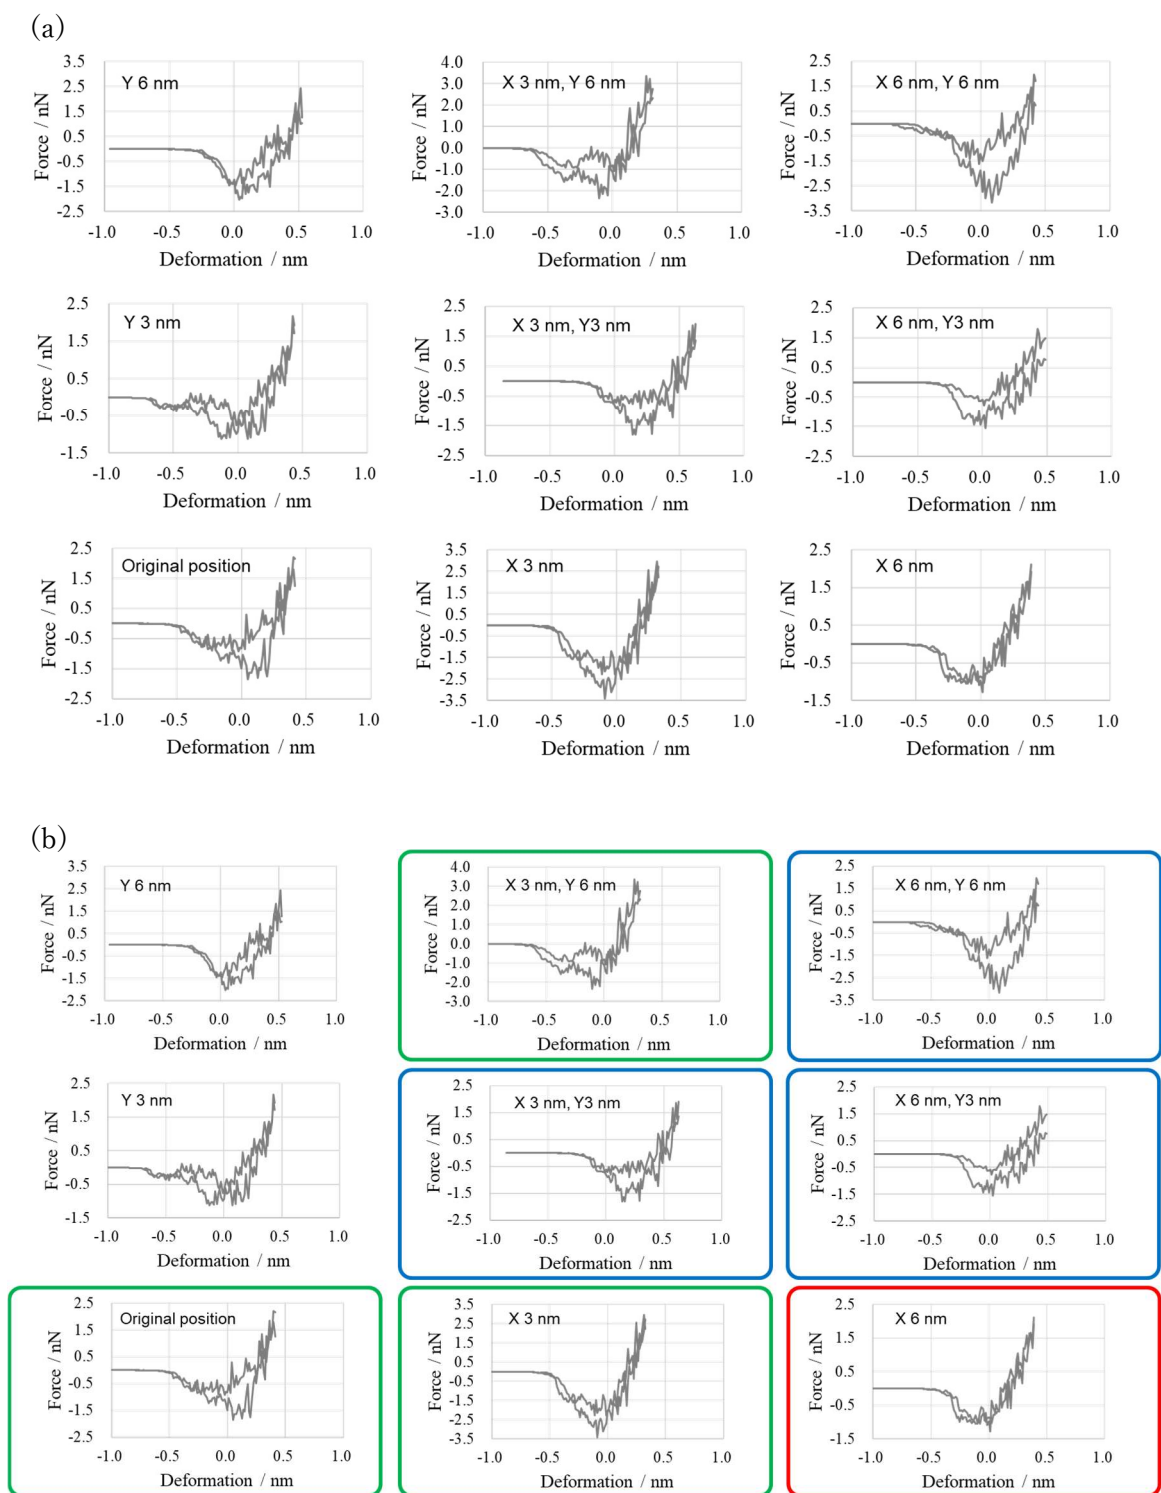 (a)
3.5
2.5
1.5
0.5
-0.5
-1.5
-2.5
Force / nN
Y 6 nm
-1.0 -0.5 0.0 0.5 1.0
Deformation / nm
4.0
3.0
2.0
1.0
0.0
-1.0
-2.0
-3.0
Force / nN
X 3 nm, Y 6 nm
-1.0 -0.5 0.0 0.5 1.0
Deformation / nm
2.5
1.5
0.5
-0.5
-1.5
-2.5
-3.5
Force / nN
X 6 nm, Y 6 nm
-1.0 -0.5 0.0 0.5 1.0
Deformation / nm
2.5
1.5
0.5
-0.5
-1.5
Force / nN
Y 3 nm
-1.0 -0.5 0.0 0.5 1.0
Deformation / nm
2.5
1.5
0.5
-0.5
-1.5
-2.5
Force / nN
X 3 nm, Y3 nm
-1.0 -0.5 0.0 0.5 1.0
Deformation / nm
2.5
1.5
0.5
-0.5
-1.5
-2.5
Force / nN
X 6 nm, Y3 nm
-1.0 -0.5 0.0 0.5 1.0
Deformation / nm
2.5
1.5
0.5
-0.5
-1.5
-2.5
Force / nN
Original position
-1.0 -0.5 0.0 0.5 1.0
Deformation / nm
3.5
2.5
1.5
0.5
-0.5
-1.5
-2.5
-3.5
Force / nN
X 3 nm
-1.0 -0.5 0.0 0.5 1.0
Deformation / nm
2.5
1.5
0.5
-0.5
-1.5
Force / nN
X 6 nm
-1.0 -0.5 0.0 0.5 1.0
Deformation / nm
(b)
3.5
2.5
1.5
0.5
-0.5
-1.5
-2.5
Force / nN
Y 6 nm
-1.0 -0.5 0.0 0.5 1.0
Deformation / nm
4.0
3.0
2.0
1.0
0.0
-1.0
-2.0
-3.0
Force / nN
X 3 nm, Y 6 nm
-1.0 -0.5 0.0 0.5 1.0
Deformation / nm
2.5
1.5
0.5
-0.5
-1.5
-2.5
-3.5
Force / nN
X 6 nm, Y 6 nm
-1.0 -0.5 0.0 0.5 1.0
Deformation / nm
2.5
1.5
0.5
-0.5
-1.5
Force / nN
Y 3 nm
-1.0 -0.5 0.0 0.5 1.0
Deformation / nm
2.5
1.5
0.5
-0.5
-1.5
-2.5
Force / nN
X 3 nm, Y3 nm
-1.0 -0.5 0.0 0.5 1.0
Deformation / nm
2.5
1.5
0.5
-0.5
-1.5
-2.5
Force / nN
X 6 nm, Y3 nm
-1.0 -0.5 0.0 0.5 1.0
Deformation / nm
2.5
1.5
0.5
-0.5
-1.5
-2.5
Force / nN
Original position
-1.0 -0.5 0.0 0.5 1.0
Deformation / nm
3.5
2.5
1.5
0.5
-0.5
-1.5
-2.5
-3.5
Force / nN
X 3 nm
-1.0 -0.5 0.0 0.5 1.0
Deformation / nm
2.5
1.5
0.5
-0.5
-1.5
Force / nN
X 6 nm
-1.0 -0.5 0.0 0.5 1.0
Deformation / nm